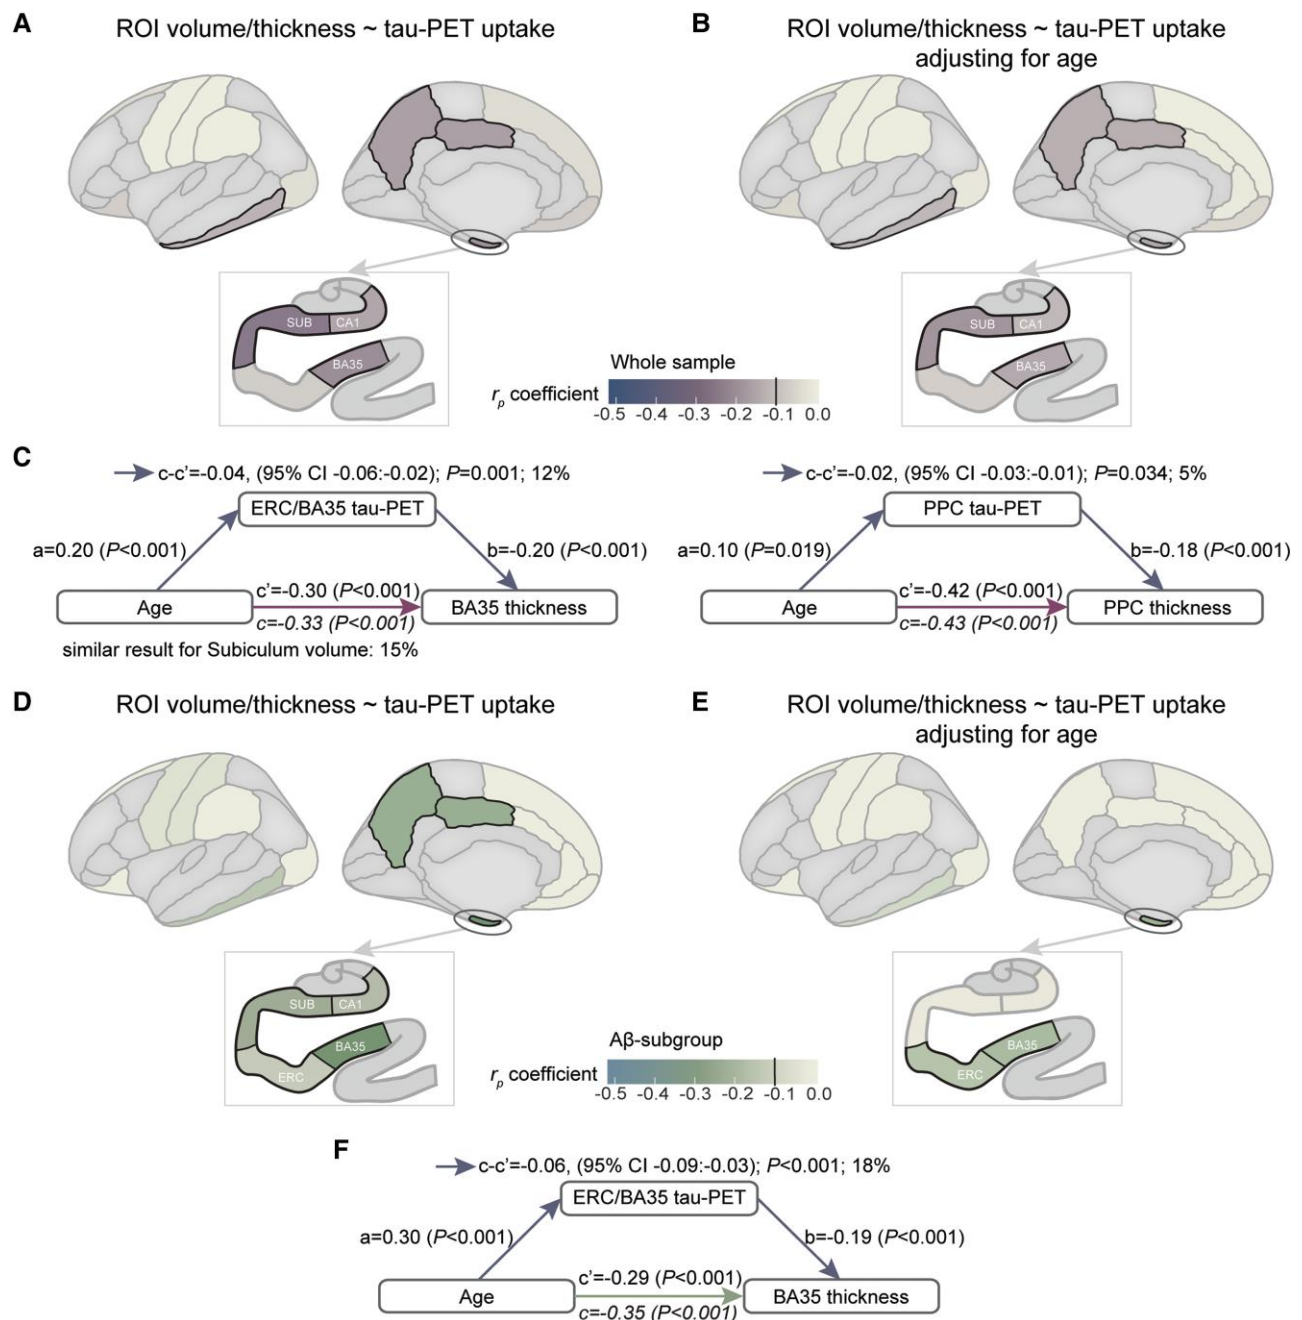 A
ROI volume/thickness ~ tau-PET uptake
B
ROI volume/thickness ~ tau-PET uptake
adjusting for age
SUB
CA1
BA35
SUB
CA1
BA35
Whole sample
rp coefficient
-0.5 -0.4 -0.3 -0.2 -0.1 0.0
C
c-c’=-0.04, (95% CI -0.06:-0.02); P=0.001; 12%
ERC/BA35 tau-PET
a=0.20 (P<0.001)
b=-0.20 (P<0.001)
Age
c’=-0.30 (P<0.001)
c=-0.33 (P<0.001)
BA35 thickness
similar result for Subiculum volume: 15%
c-c’=-0.02, (95% CI -0.03:-0.01); P=0.034; 5%
PPC tau-PET
a=0.10 (P=0.019)
b=-0.18 (P<0.001)
Age
c’=-0.42 (P<0.001)
c=-0.43 (P<0.001)
PPC thickness
D
ROI volume/thickness ~ tau-PET uptake
E
ROI volume/thickness ~ tau-PET uptake
adjusting for age
SUB
CA1
BA35
ERC
BA35
ERC
Aβ-subgroup
rp coefficient
-0.5 -0.4 -0.3 -0.2 -0.1 0.0
F
c-c’=-0.06, (95% CI -0.09:-0.03); P<0.001; 18%
ERC/BA35 tau-PET
a=0.30 (P<0.001)
b=-0.19 (P<0.001)
Age
c’=-0.29 (P<0.001)
c=-0.35 (P<0.001)
BA35 thickness